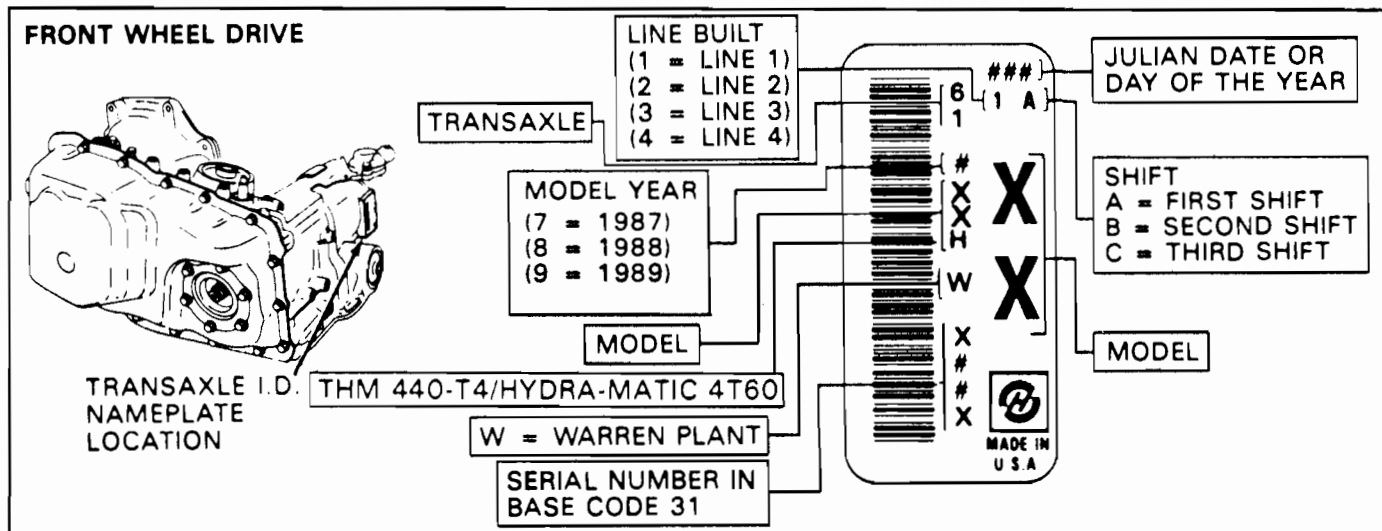 FRONT WHEEL DRIVE
LINE BUILT
(1 = LINE 1)
(2 = LINE 2)
(3 = LINE 3)
(4 = LINE 4)
TRANSAXLE
MODEL YEAR
(7 = 1987)
(8 = 1988)
(9 = 1989)
MODEL
TRANSAXLE I.D.
NAMEPLATE
LOCATION
THM 440-T4/HYDRA-MATIC 4T60
W = WARREN PLANT
SERIAL NUMBER IN
BASE CODE 31
###
6
1
1 A
#
X
X
H
W
X
#
#
X
X
X
H
MADE IN
U S.A
JULIAN DATE OR
DAY OF THE YEAR
SHIFT
A = FIRST SHIFT
B = SECOND SHIFT
C = THIRD SHIFT
MODEL